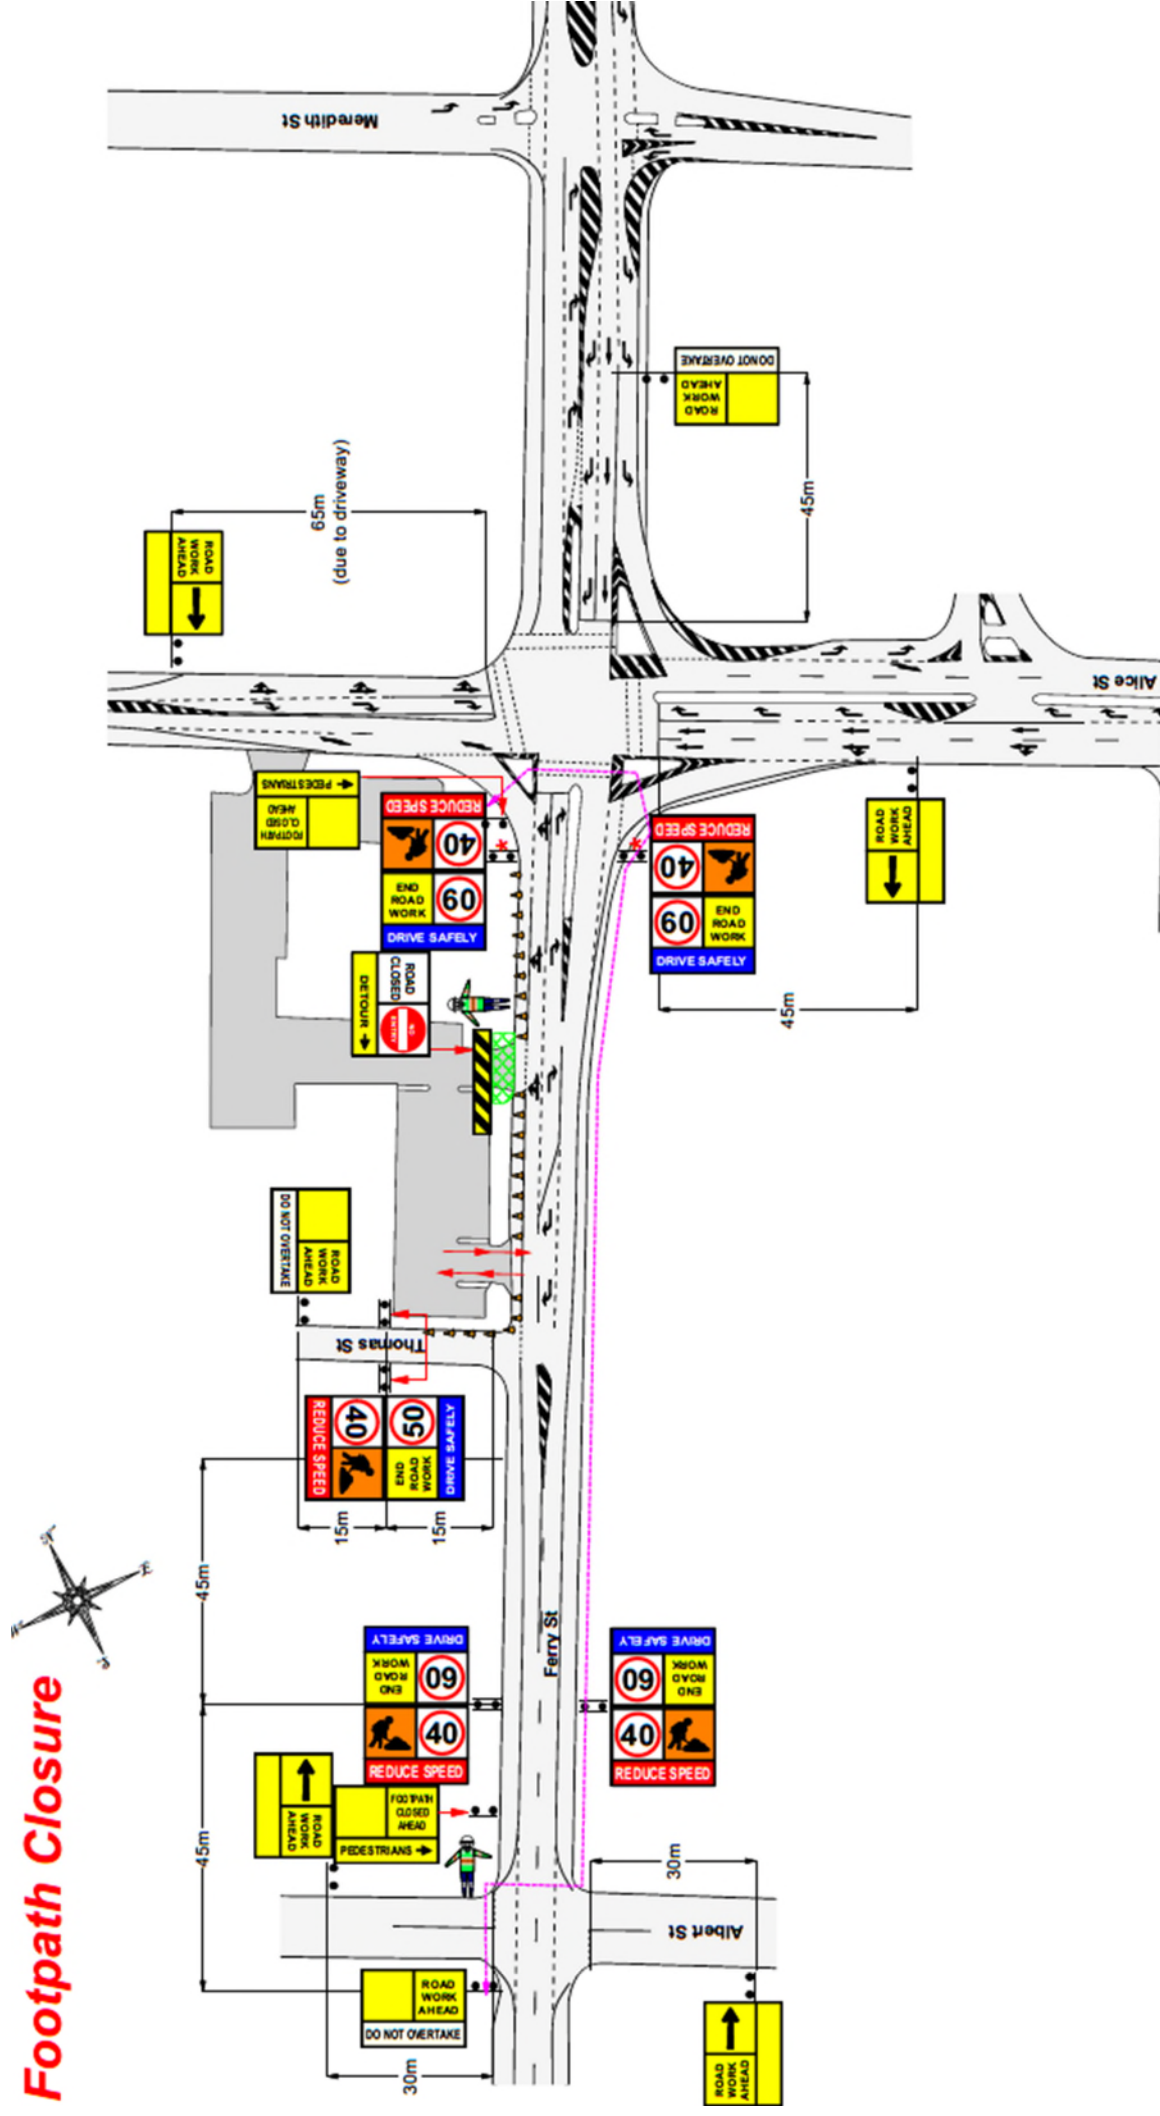 Meredith St
DO NOT OVERTAKE
ROAD
WORK
AHEAD
45m
65m
(due to driveway)
ROAD
WORK
AHEAD
Alice St
PEDESTRIANS
FOOTPATH
CLOSED
AHEAD
REDUCE SPEED
40
END
ROAD
WORK
60
DRIVE SAFELY
REDUCE SPEED
40
60
END
ROAD
WORK
DRIVE SAFELY
ROAD
WORK
AHEAD
45m
DETOUR
ROAD
CLOSED
NO
ENTRY
DO NOT OVERTAKE
ROAD
WORK
AHEAD
Thomas St
REDUCE SPEED
40
50
END
ROAD
WORK
DRIVE SAFELY
15m
15m
45m
Ferry St
DRIVE SAFELY
END
ROAD
WORK
60
40
REDUCE SPEED
DRIVE SAFELY
60
END
ROAD
WORK
40
REDUCE SPEED
Footpath Closure
45m
ROAD
WORK
AHEAD
FOOTPATH
CLOSED
AHEAD
PEDESTRIANS
30m
Albert St
ROAD
WORK
AHEAD
DO NOT OVERTAKE
30m
ROAD
WORK
AHEAD